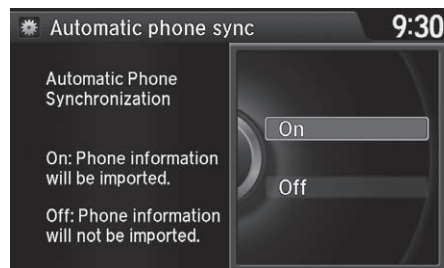 Automatic phone sync
9:30
Automatic Phone
Synchronization
On: Phone information
will be imported.
Off: Phone information
will not be imported.
On
Off